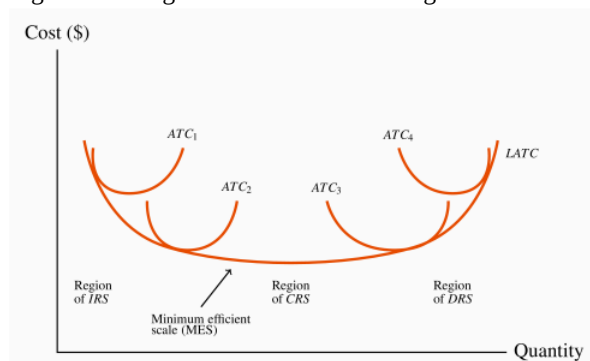 Cost ($)
ATC1
ATC4
LATC
ATC2
ATC3
Region
of IRS
Region
of CRS
Region
of DRS
Minimum efficient
scale (MES)
Quantity